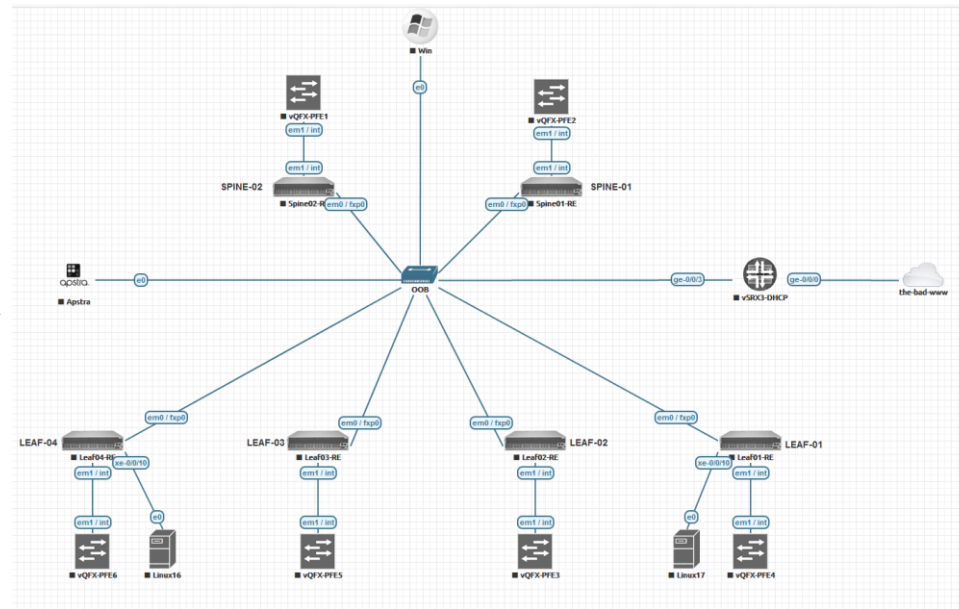 Win
e0
vQFX-PFE1
vQFX-PFE2
em1 / int
em1 / int
em1 / int
em1 / int
SPINE-02
SPINE-01
Spine02-R
em0 / fxp0
em0 / fxp0
Spine01-RE
apstra.
e0
Apstra
OOB
ge-0/0/3
vSRX3-DHCP
ge-0/0/0
the-bad-www
em0 / fxp0
em0 / fxp0
em0 / fxp0
em0 / fxp0
LEAF-04
LEAF-03
LEAF-02
LEAF-01
Leaf04-RE
xe-0/0/10
Leaf03-RE
Leaf02-RE
xe-0/0/10
Leaf01-RE
em1 / int
em1 / int
em1 / int
em1 / int
em1 / int
e0
em1 / int
em1 / int
e0
em1 / int
vQFX-PFE6
Linux16
vQFX-PFE5
vQFX-PFE3
Linux17
vQFX-PFE4